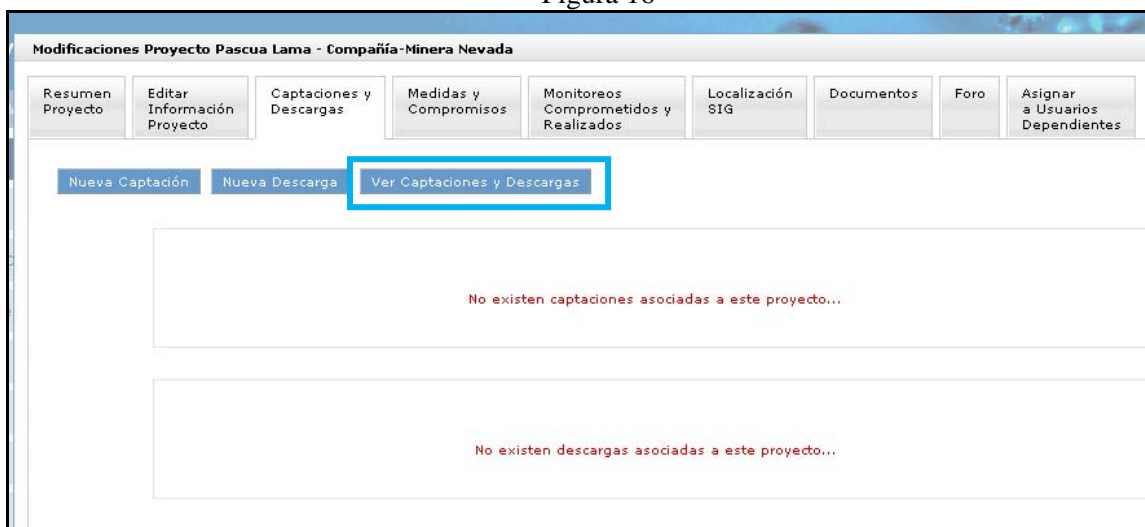 Modificaciones Proyecto Pascua Lama - Compañía-Minera Nevada
Resumen
Proyecto
Editar
Información
Proyecto
Captaciones y
Descargas
Medidas y
Compromisos
Monitoreos
Comprometidos y
Realizados
Localización
SIG
Documentos
Foro
Asignar
a Usuarios
Dependientes
Nueva Captación
Nueva Descarga
Ver Captaciones y Descargas
No existen captaciones asociadas a este proyecto...
No existen descargas asociadas a este proyecto...